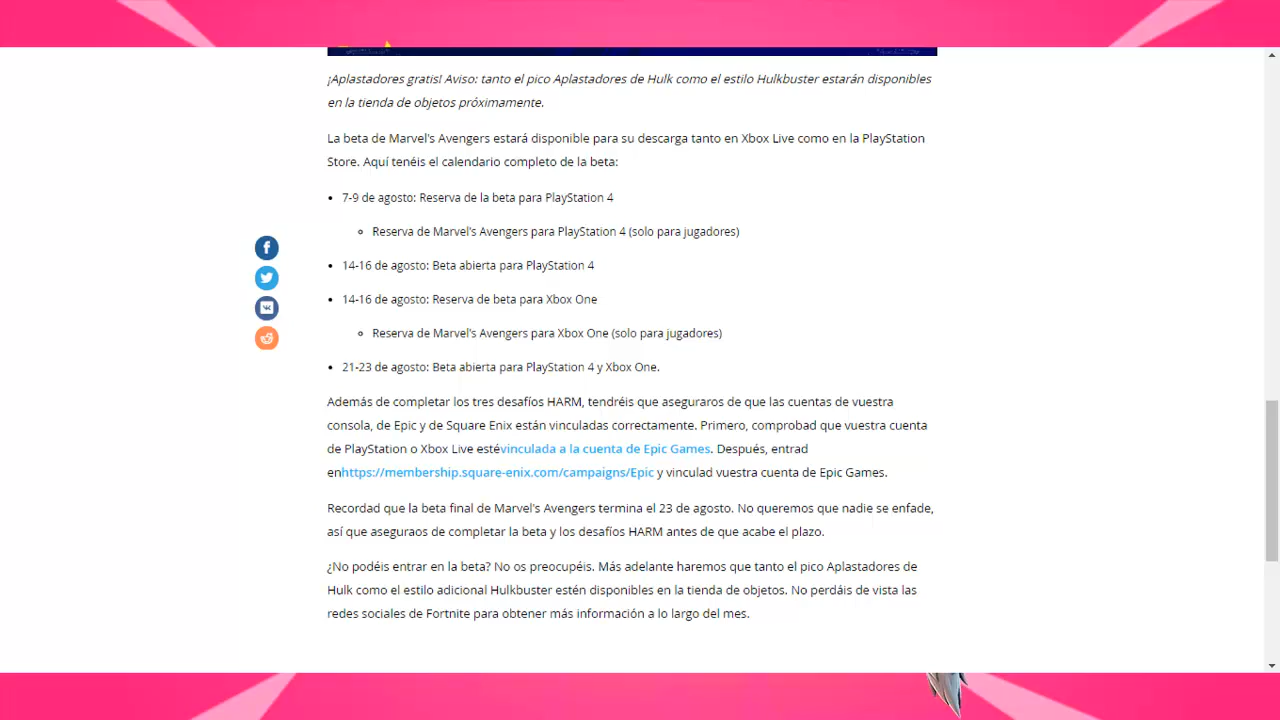 ¡Aplastadores gratis! Aviso: tanto el pico Aplastadores de Hulk como el estilo Hulkbuster estarán disponibles
en la tienda de objetos próximamente.
La beta de Marvel's Avengers estará disponible para su descarga tanto en Xbox Live como en la PlayStation
Store. Aquí tenéis el calendario completo de la beta:
• 7-9 de agosto: Reserva de la beta para PlayStation 4
Reserva de Marvel's Avengers para PlayStation 4 (solo para jugadores)
• 14-16 de agosto: Beta abierta para PlayStation 4
• 14-16 de agosto: Reserva de beta para Xbox One
Reserva de Marvel's Avengers para Xbox One (solo para jugadores)
• 21-23 de agosto: Beta abierta para PlayStation 4 y Xbox One.
Además de completar los tres desafíos HARM, tendréis que aseguraros de que las cuentas de vuestra
consola, de Epic y de Square Enix están vinculadas correctamente. Primero, comprobad que vuestra cuenta
de PlayStation o Xbox Live estévinculada a la cuenta de Epic Games. Después, entrad
enhttps://membership.square-enix.com/campaigns/Epic y vinculad vuestra cuenta de Epic Games.
Recordad que la beta final de Marvel's Avengers termina el 23 de agosto. No queremos que nadie se enfade,
así que aseguraos de completar la beta y los desafíos HARM antes de que acabe el plazo.
¿No podéis entrar en la beta? No os preocupéis. Más adelante haremos que tanto el pico Aplastadores de
Hulk como el estilo adicional Hulkbuster estén disponibles en la tienda de objetos. No perdáis de vista las
redes sociales de Fortnite para obtener más información a lo largo del mes.